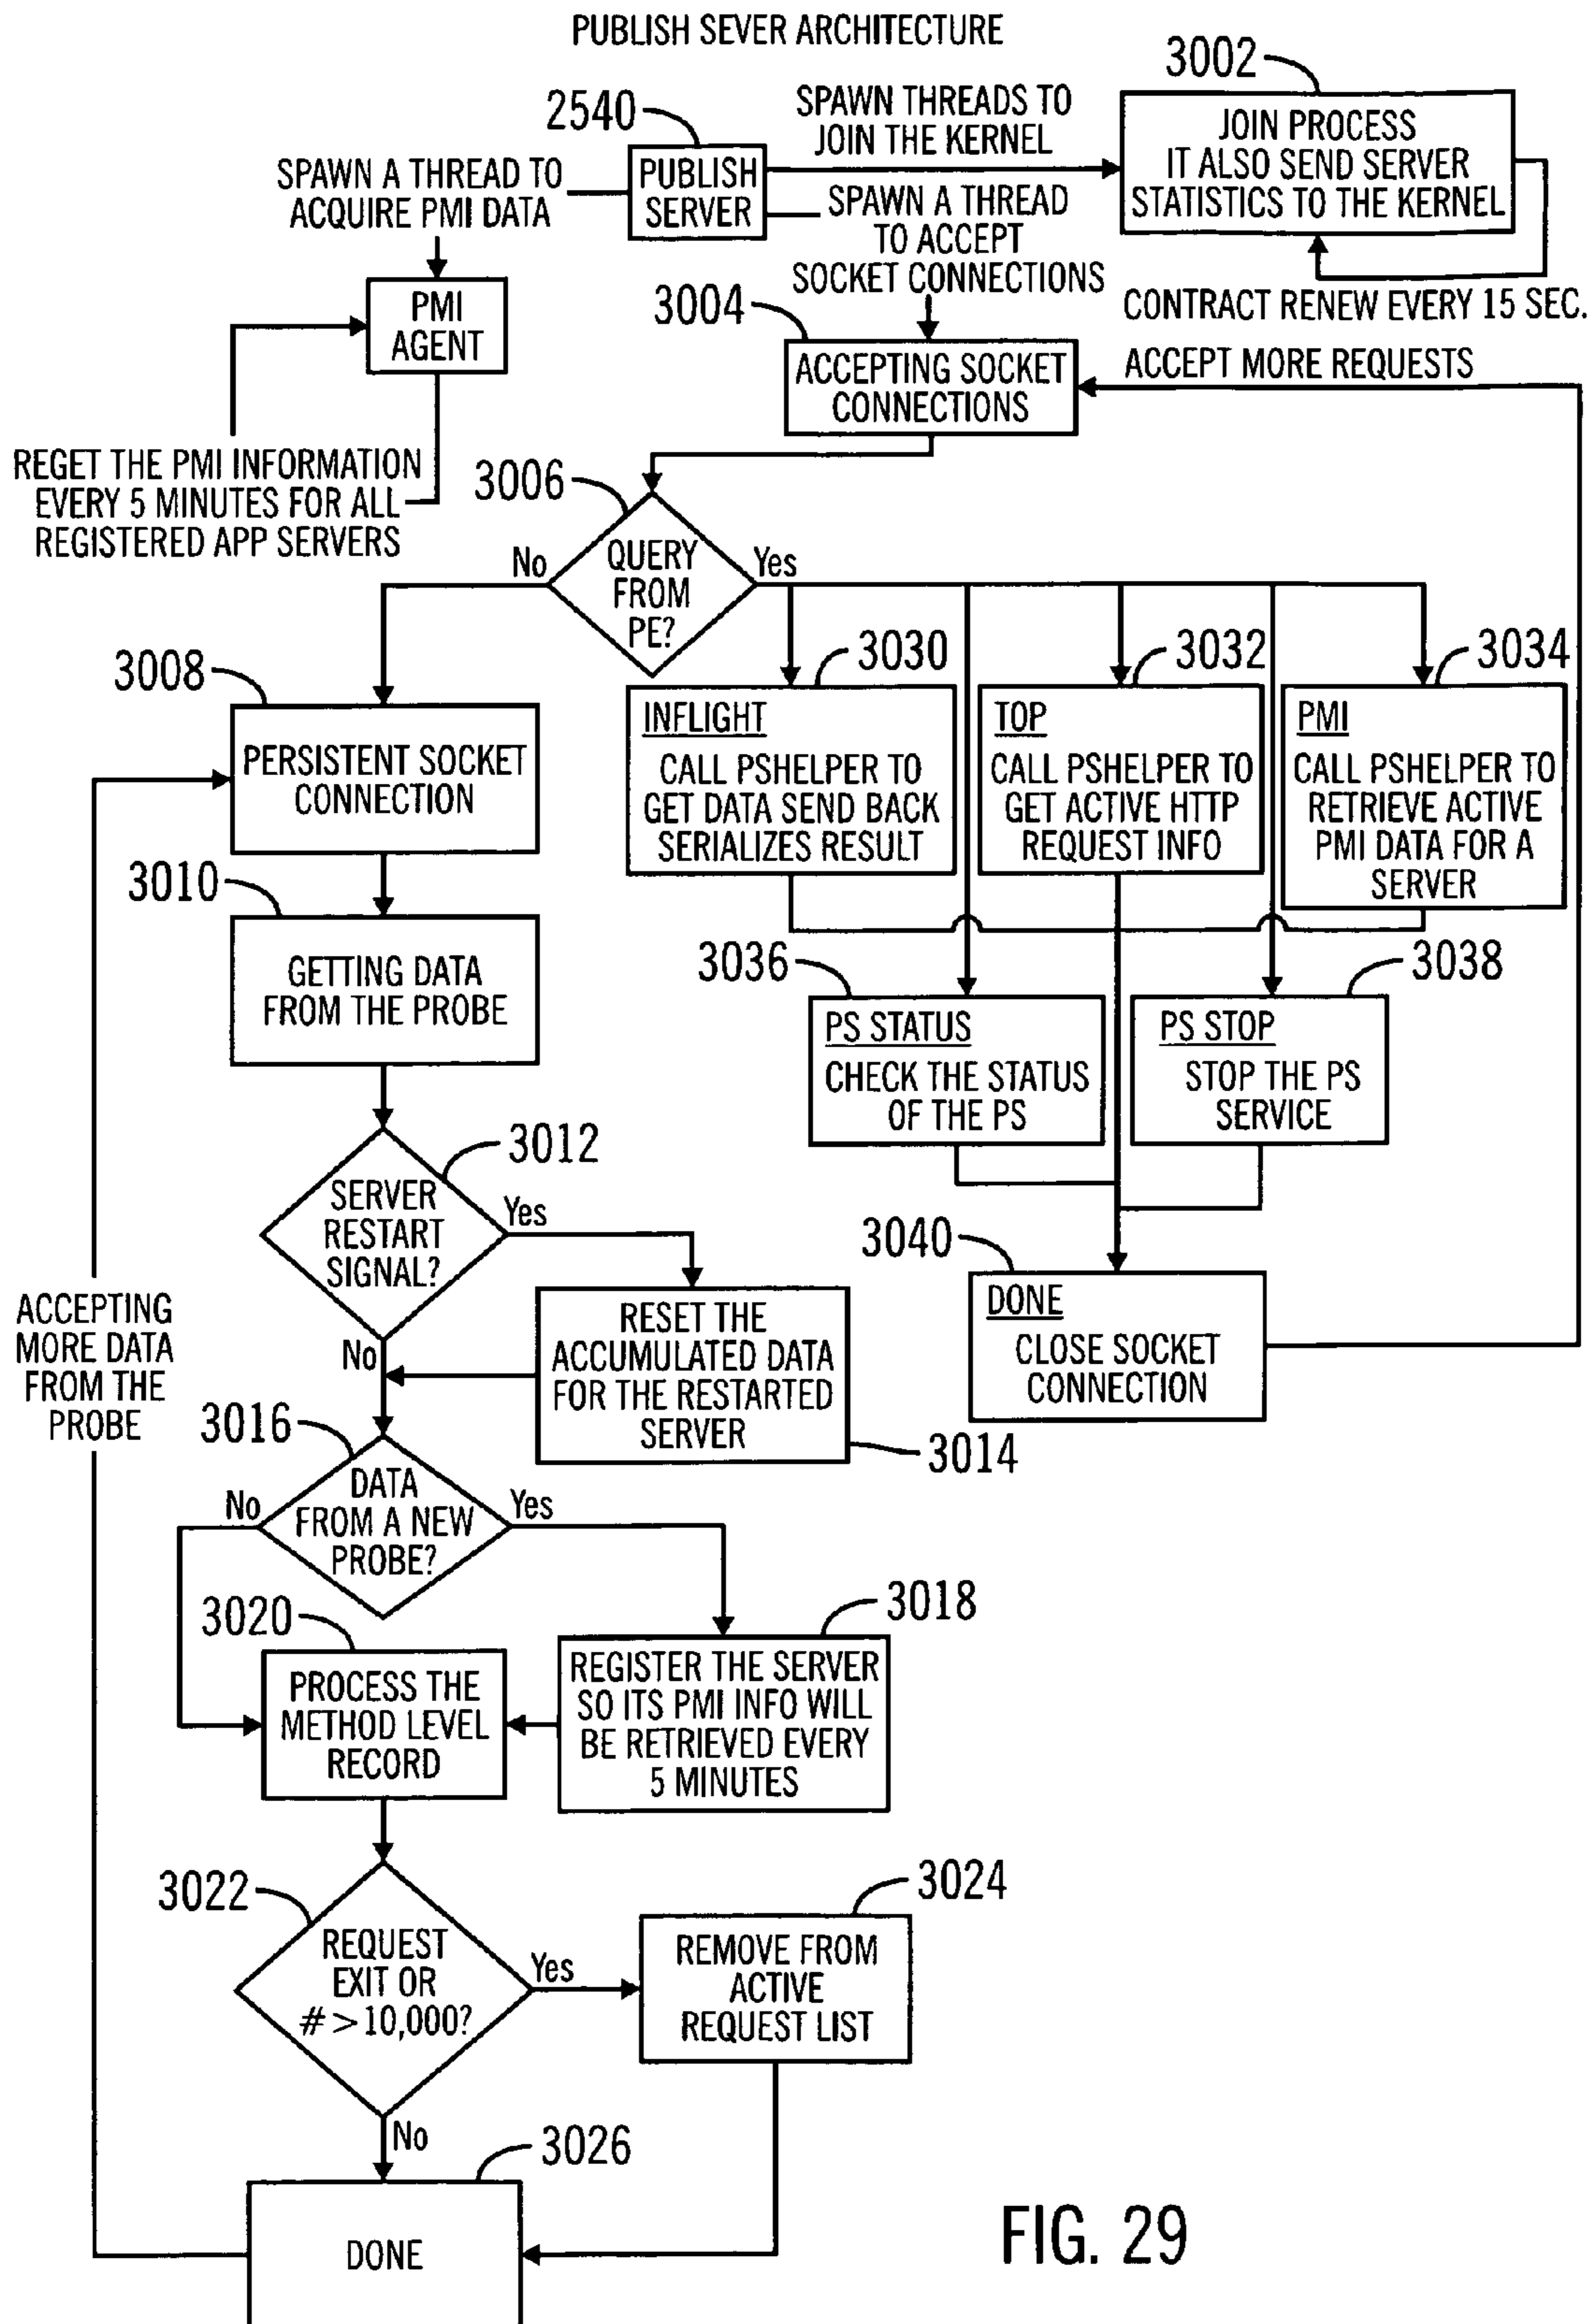 PUBLISH SEVER ARCHITECTURE
3002
2540
SPAWN THREADS TO
JOIN THE KERNEL
JOIN PROCESS
IT ALSO SEND SERVER
STATISTICS TO THE KERNEL
SPAWN A THREAD TO
ACQUIRE PMI DATA
PUBLISH
SERVER
SPAWN A THREAD
TO ACCEPT
SOCKET CONNECTIONS
CONTRACT RENEW EVERY 15 SEC.
PMI
AGENT
3004
ACCEPTING SOCKET
CONNECTIONS
ACCEPT MORE REQUESTS
REGET THE PMI INFORMATION
EVERY 5 MINUTES FOR ALL
REGISTERED APP SERVERS
3006
No
QUERY
FROM
PE?
Yes
3008
PERSISTENT SOCKET
CONNECTION
3030
INFLIGHT
CALL PSHELPER TO
GET DATA SEND BACK
SERIALIZES RESULT
3032
TOP
CALL PSHELPER TO
GET ACTIVE HTTP
REQUEST INFO
3034
PMI
CALL PSHELPER TO
RETRIEVE ACTIVE
PMI DATA FOR A
SERVER
3010
GETTING DATA
FROM THE PROBE
3036
PS STATUS
CHECK THE STATUS
OF THE PS
3038
PS STOP
STOP THE PS
SERVICE
3012
SERVER
RESTART
SIGNAL?
Yes
No
3040
DONE
CLOSE SOCKET
CONNECTION
ACCEPTING
MORE DATA
FROM THE
PROBE
RESET THE
ACCUMULATED DATA
FOR THE RESTARTED
SERVER
3014
3016
No
DATA
FROM A NEW
PROBE?
Yes
3018
REGISTER THE SERVER
SO ITS PMI INFO WILL
BE RETRIEVED EVERY
5 MINUTES
3020
PROCESS THE
METHOD LEVEL
RECORD
3022
REQUEST
EXIT OR
# > 10,000?
Yes
No
3024
REMOVE FROM
ACTIVE
REQUEST LIST
3026
DONE
FIG. 29